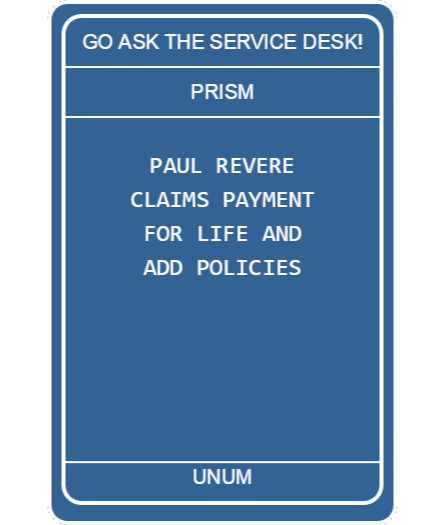 GO ASK THE SERVICE DESK!
PRISM
PAUL REVERE
CLAIMS PAYMENT
FOR LIFE AND
ADD POLICIES
UNUM